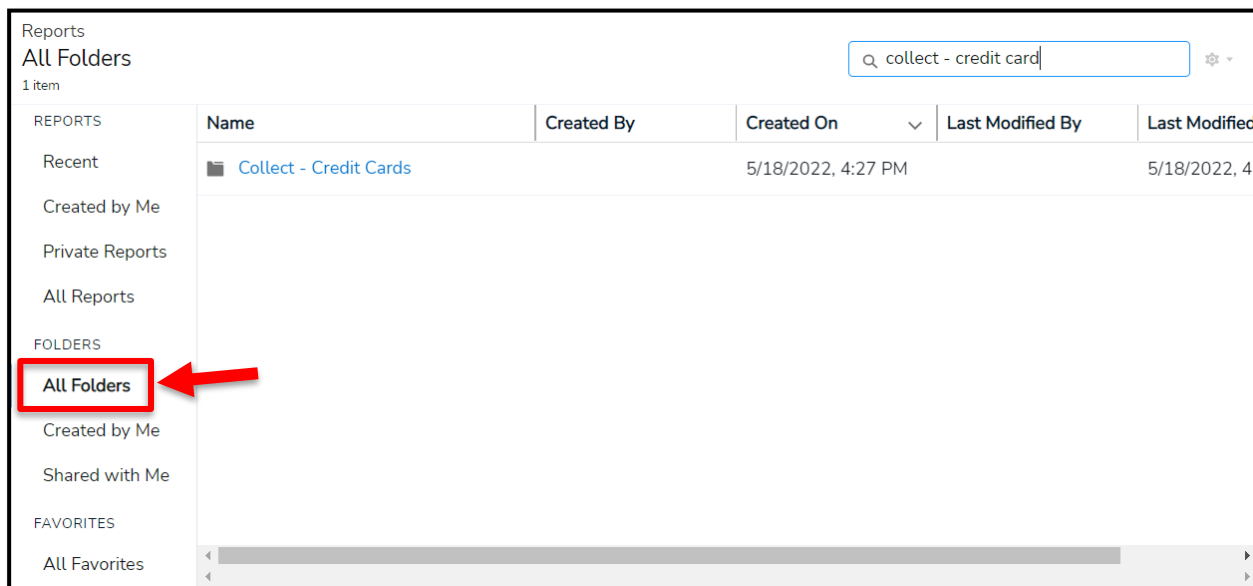 Reports
All Folders
1 item
collect - credit card
REPORTS
Recent
Created by Me
Private Reports
All Reports
FOLDERS
All Folders
Created by Me
Shared with Me
FAVORITES
All Favorites
Name Created By Created On Last Modified By Last Modified
Collect - Credit Cards 5/18/2022, 4:27 PM 5/18/2022, 4